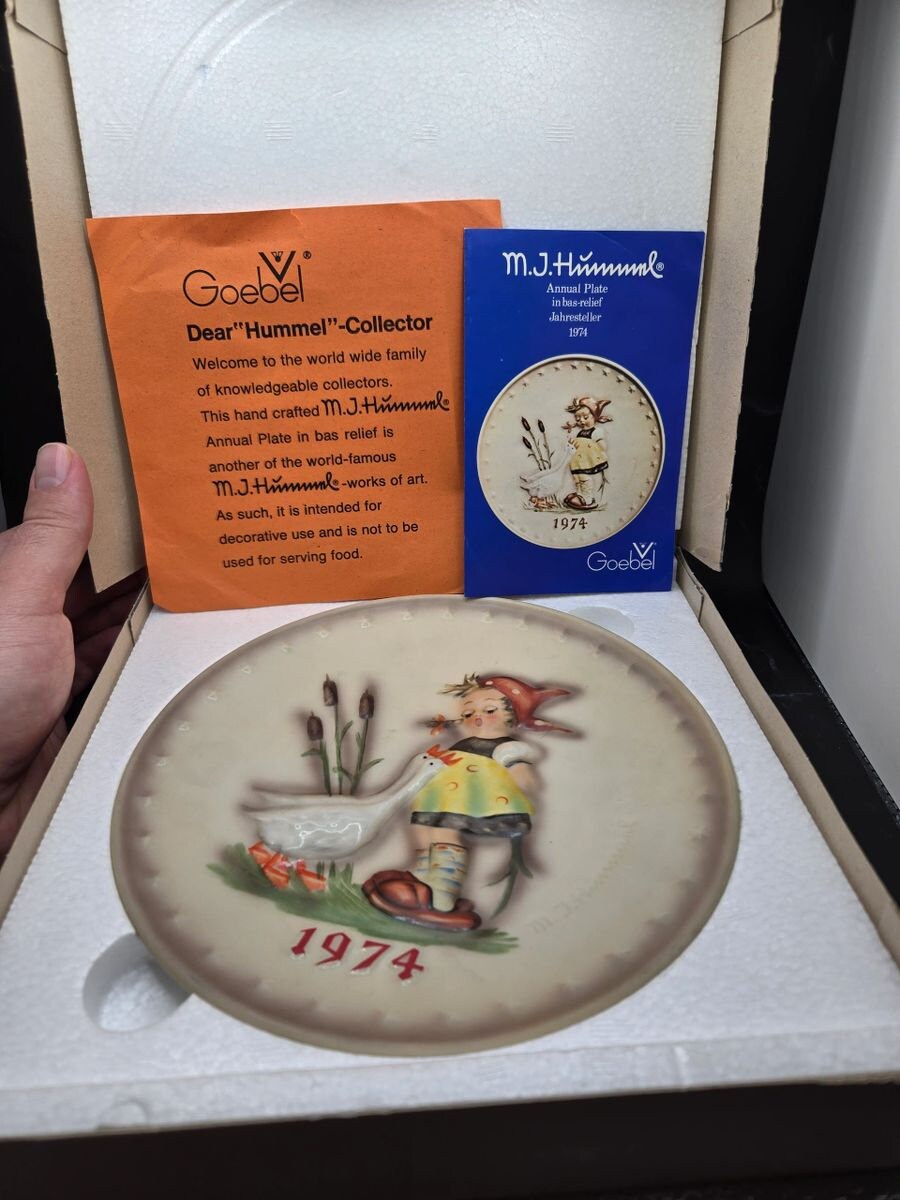 Goebel®
Dear "Hummel"-Collector
Welcome to the world wide family
of knowledgeable collectors.
This hand crafted M.J.Hummel®
Annual Plate in bas relief is
another of the world-famous
M.J.Hummel®-works of art.
As such, it is intended for
decorative use and is not to be
used for serving food.
M.J.Hummel®
Annual Plate
in bas-relief
Jahresteller
1974
1974
Goebel
1974
M.J.Hummel